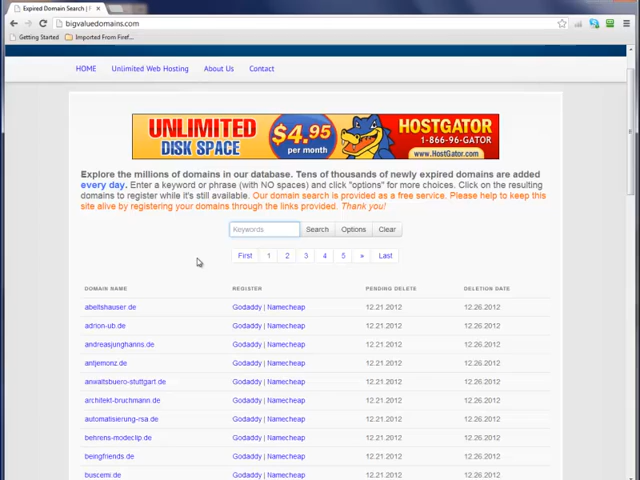 Expired Domain Search |
bigvaluedomains.com
Getting Started Imported From Firef...
HOME Unlimited Web Hosting About Us Contact
UNLIMITED DISK SPACE $4.95 per month HOSTGATOR 1-866-96-GATOR www.HostGator.com
Explore the millions of domains in our database. Tens of thousands of newly expired domains are added
every day. Enter a keyword or phrase (with NO spaces) and click "options" for more choices. Click on the resulting
domains to register while it's still available. Our domain search is provided as a free service. Please help to keep this
site alive by registering your domains through the links provided. Thank you!
Keywords Search Options Clear
First 1 2 3 4 5 » Last
DOMAIN NAME REGISTER PENDING DELETE DELETION DATE
abeltshauser.de Godaddy | Namecheap 12.21.2012 12.26.2012
adrion-ub.de Godaddy | Namecheap 12.21.2012 12.26.2012
andreasjunghanns.de Godaddy | Namecheap 12.21.2012 12.26.2012
antjemonz.de Godaddy | Namecheap 12.21.2012 12.26.2012
anwaltsbuero-stuttgart.de Godaddy | Namecheap 12.21.2012 12.26.2012
architekt-bruchmann.de Godaddy | Namecheap 12.21.2012 12.26.2012
automatisierung-rsa.de Godaddy | Namecheap 12.21.2012 12.26.2012
behrens-modeclip.de Godaddy | Namecheap 12.21.2012 12.26.2012
beingfriends.de Godaddy | Namecheap 12.21.2012 12.26.2012
buscemi.de Godaddy | Namecheap 12.21.2012 12.26.2012